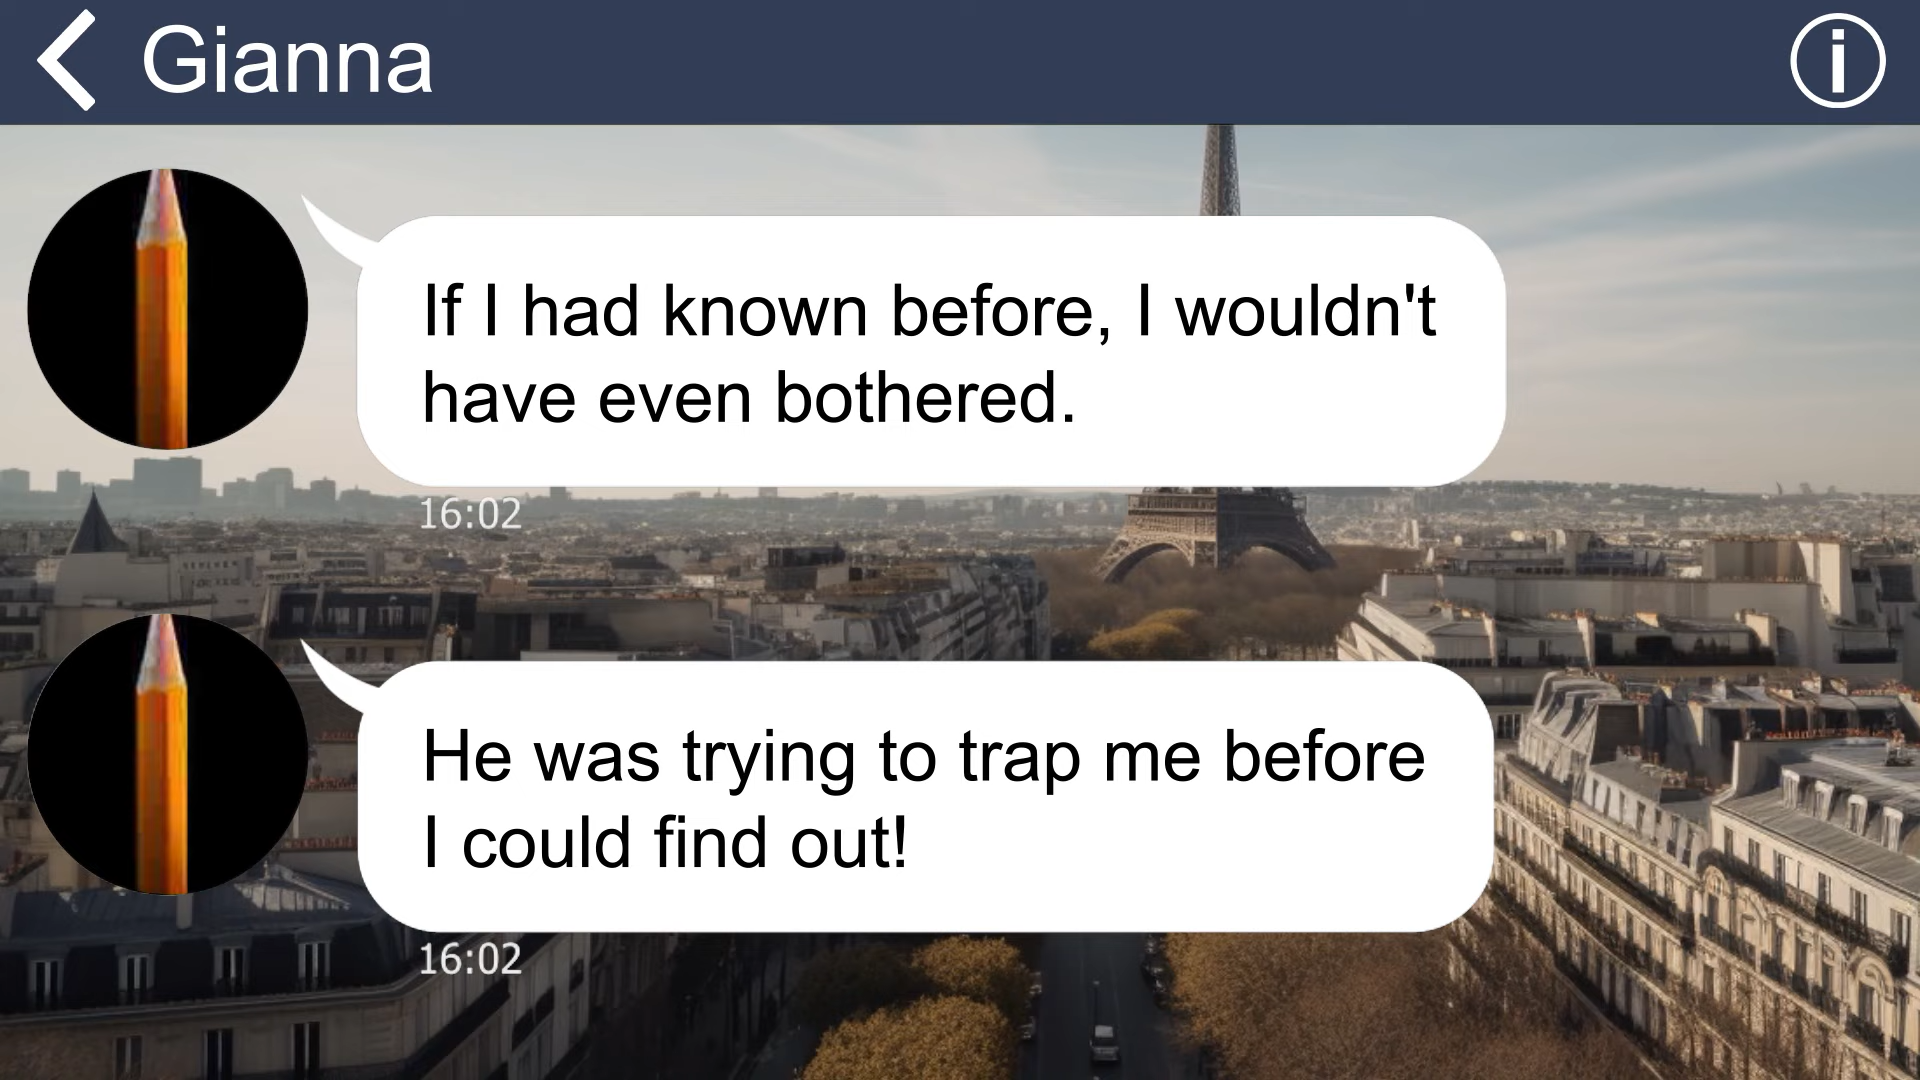 Gianna
If I had known before, I wouldn't
have even bothered.
16:02
He was trying to trap me before
I could find out!
16:02